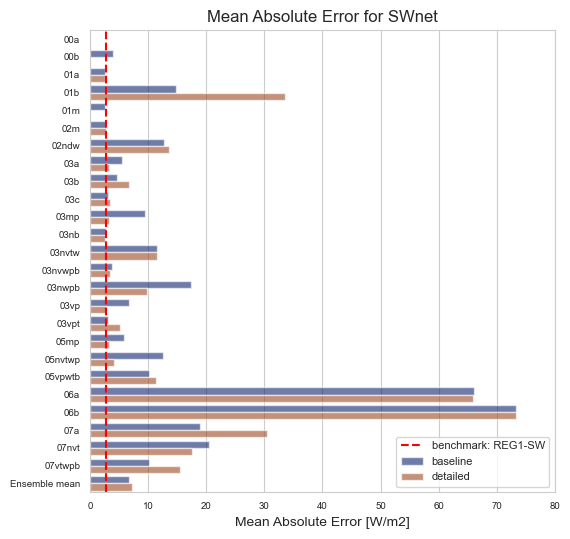 Mean Absolute Error for SWnet
00a
00b
01a
01b
01m
02m
02ndw
03a
03b
03c
03mp
03nb
03nvtw
03nvwpb
03nwpb
03vp
03vpt
05mp
05nvtwp
05vpwtb
06a
06b
07a
07nvt
07vtwpb
Ensemble mean
benchmark: REG1-SW
baseline
detailed
0 10 20 30 40 50 60 70 80
Mean Absolute Error [W/m2]